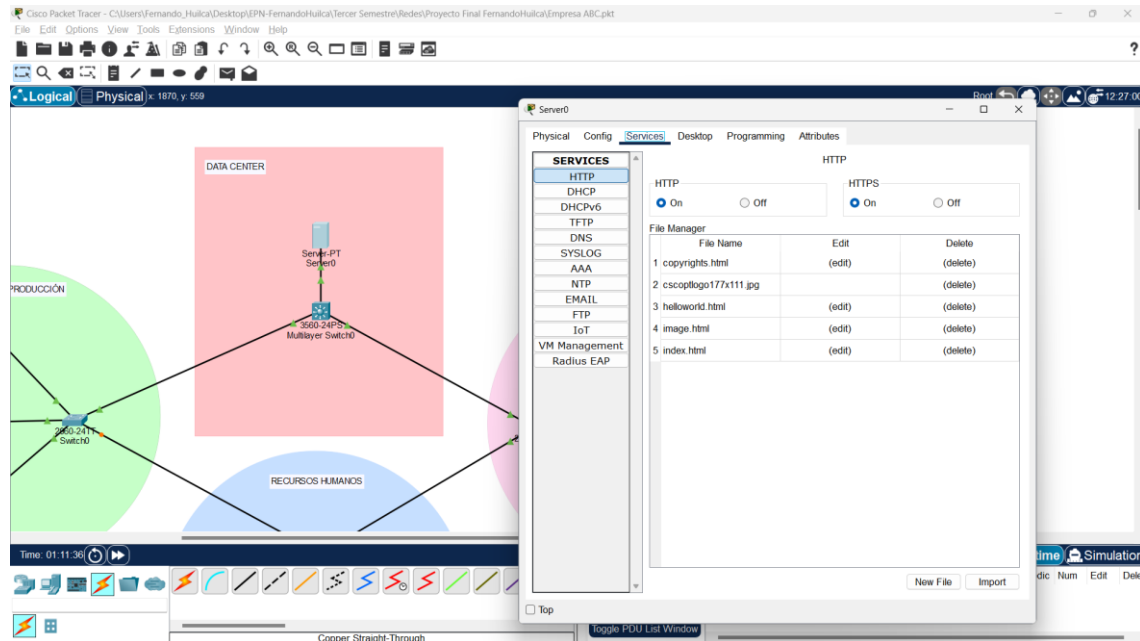 Cisco Packet Tracer - C:\Users\Fernando_Huilca\Desktop\EPN-FernandoHuilca\Tercer Semestre\Redes\Proyecto Final FernandoHuilca\Empresa ABC.pkt
File Edit Options View Tools Extensions Window Help
?
Logical Physical x: 1870, y: 559
Root 12:27:00
DATA CENTER
Server-PT
Server0
3560-24PS
Multilayer Switch0
PRODUCCIÓN
Switch0
RECURSOS HUMANOS
Server0
Physical Config Services Desktop Programming Attributes
SERVICES
HTTP
DHCP
DHCPv6
TFTP
DNS
SYSLOG
AAA
NTP
EMAIL
FTP
IoT
VM Management
Radius EAP
HTTP
HTTP
On Off
HTTPS
On Off
File Manager
File Name Edit Delete
1 copyrights.html (edit) (delete)
2 cscoptlogo177x111.jpg (delete)
3 helloworld.html (edit) (delete)
4 image.html (edit) (delete)
5 index.html (edit) (delete)
New File Import
Top
Time: 01:11:36
Simulation
Num Edit
Copper Straight-Through
Toggle PDU List Window